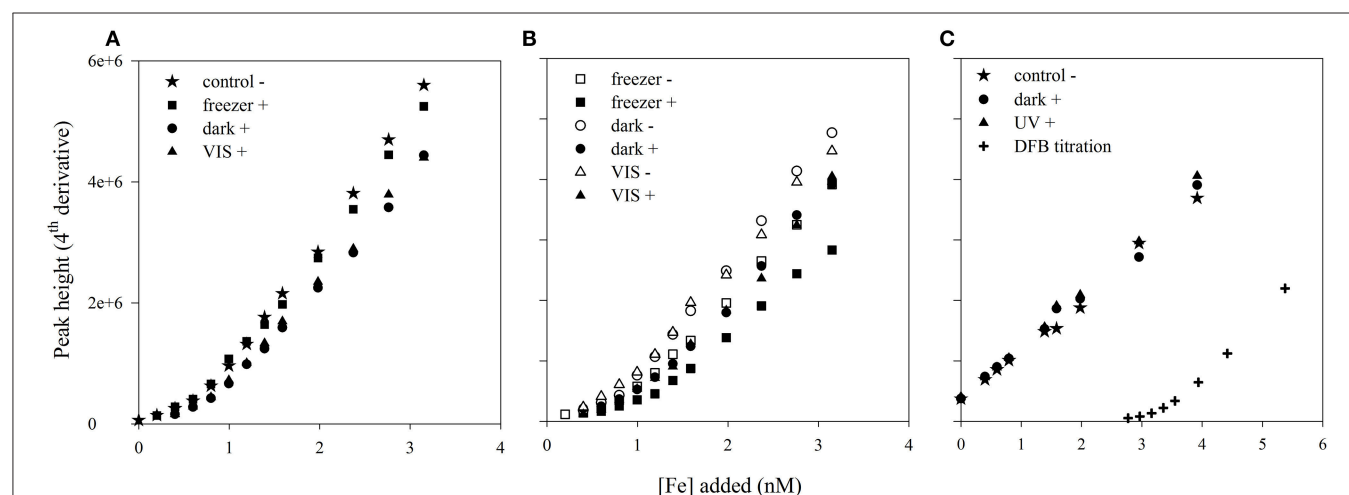 A
B
C
6e+6
4e+6
2e+6
0
Peak height (4th derivative)
control -
freezer +
dark +
VIS +
0 1 2 3 4
freezer -
freezer +
dark -
dark +
VIS -
VIS +
0 1 2 3 4
control -
dark +
UV +
DFB titration
0 1 2 3 4 5 6
[Fe] added (nM)